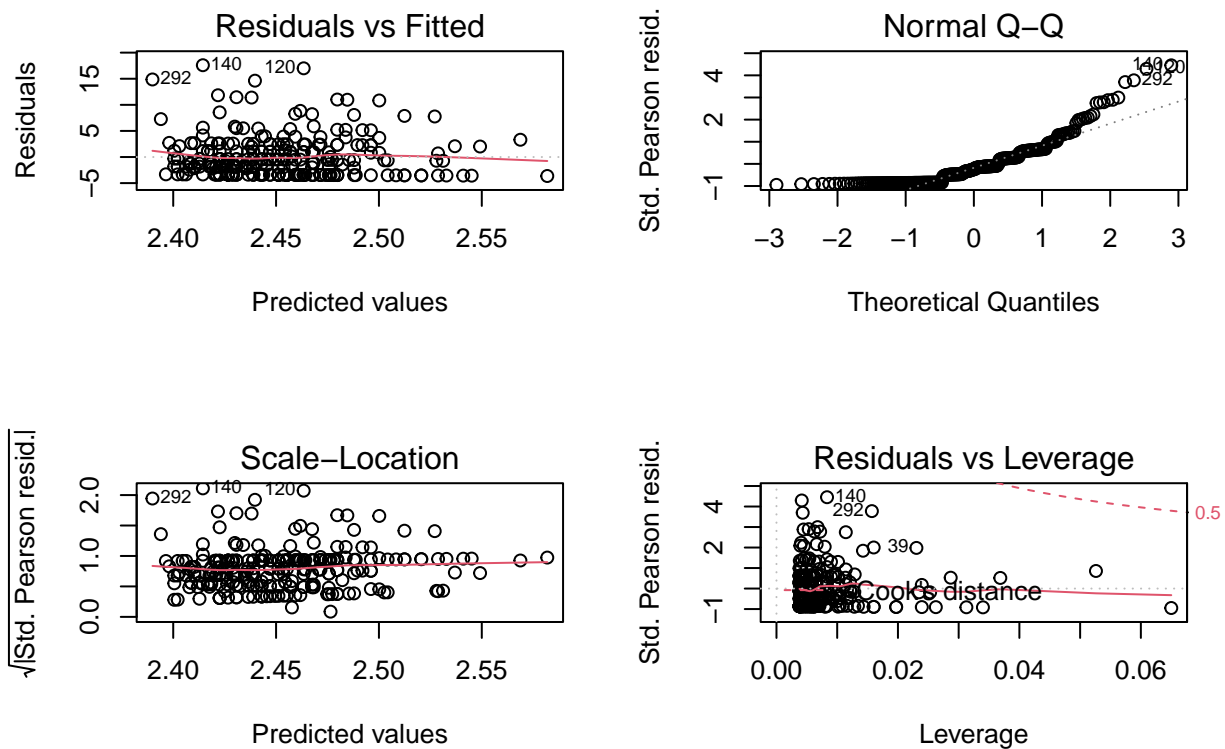 Residuals vs Fitted
Residuals
15
5
−5
292
140
120
2.40 2.45 2.50 2.55
Predicted values
Normal Q−Q
Std. Pearson resid.
4
2
−1
140
120
292
−3 −2 −1 0 1 2 3
Theoretical Quantiles
Scale−Location
√|Std. Pearson resid.|
2.0
1.0
0.0
292
140
120
2.40 2.45 2.50 2.55
Predicted values
Residuals vs Leverage
Std. Pearson resid.
4
2
−1
140
292
39
Cook's distance
0.5
0.00 0.02 0.04 0.06
Leverage